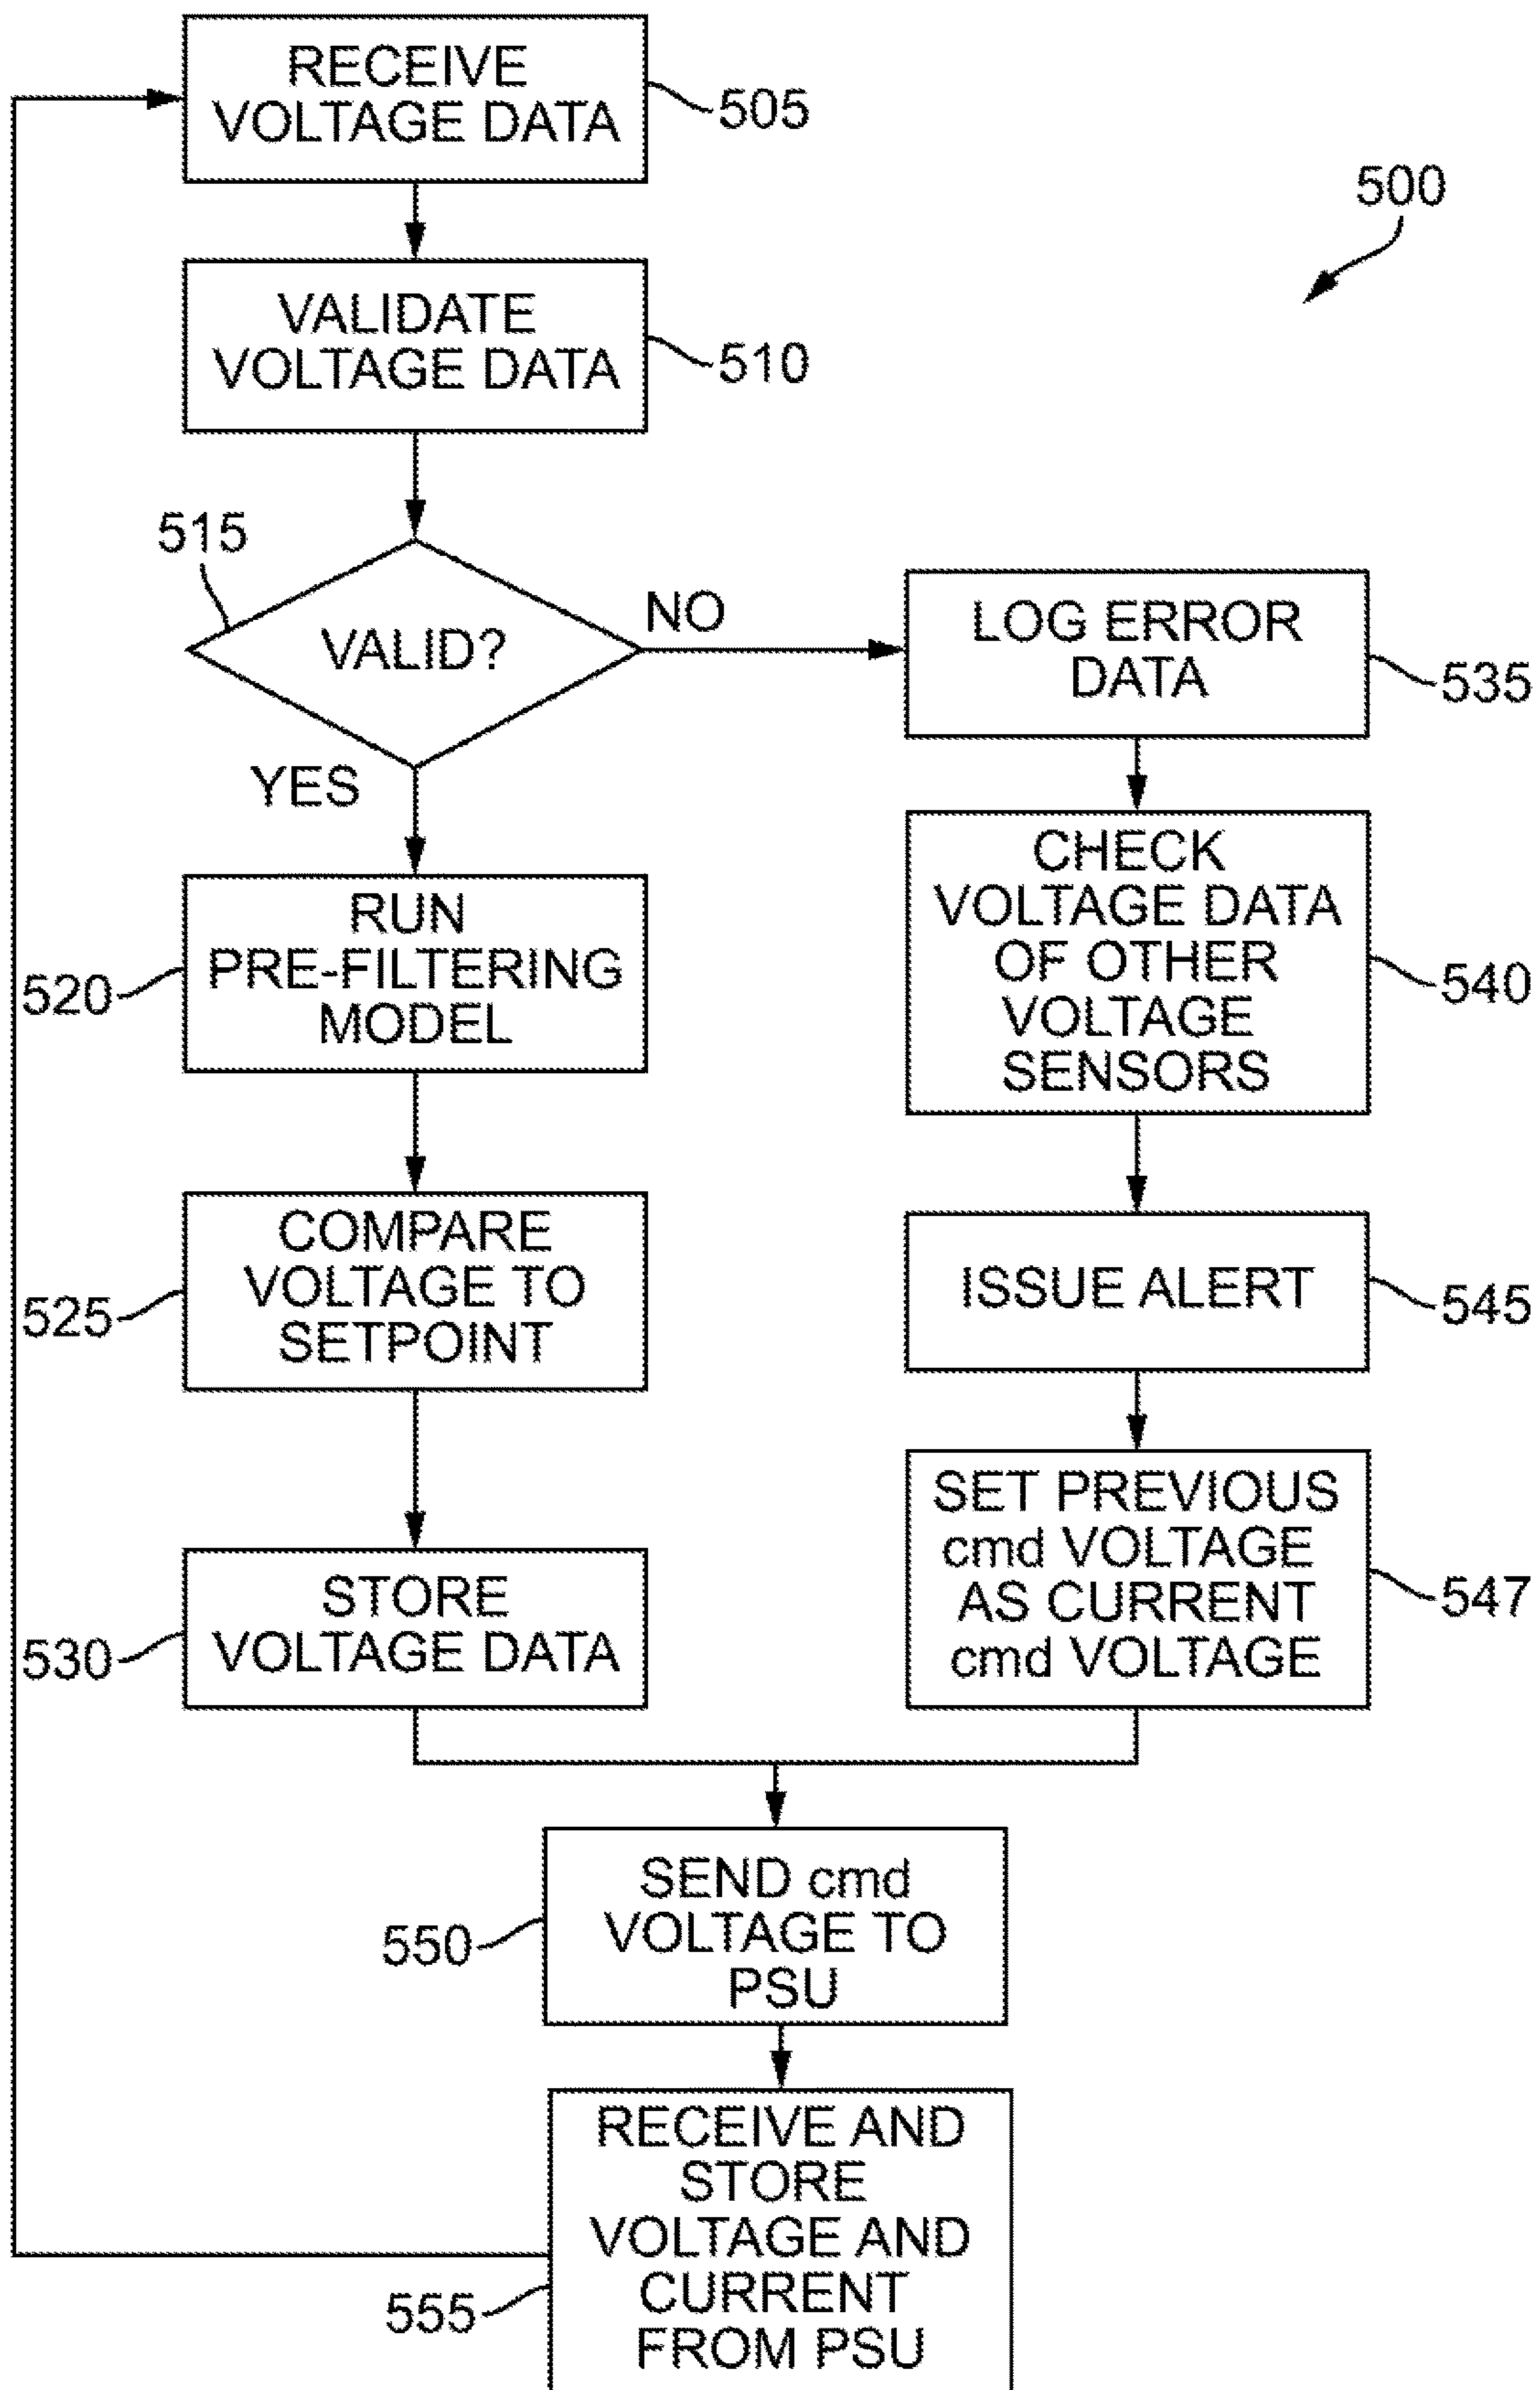 RECEIVE
VOLTAGE DATA
505
500
VALIDATE
VOLTAGE DATA
510
515
VALID?
NO
YES
LOG ERROR
DATA
535
CHECK
VOLTAGE DATA
OF OTHER
VOLTAGE
SENSORS
540
RUN
PRE-FILTERING
MODEL
520
COMPARE
VOLTAGE TO
SETPOINT
525
ISSUE ALERT
545
SET PREVIOUS
cmd VOLTAGE
AS CURRENT
cmd VOLTAGE
547
STORE
VOLTAGE DATA
530
SEND cmd
VOLTAGE TO
PSU
550
RECEIVE AND
STORE
VOLTAGE AND
CURRENT
FROM PSU
555